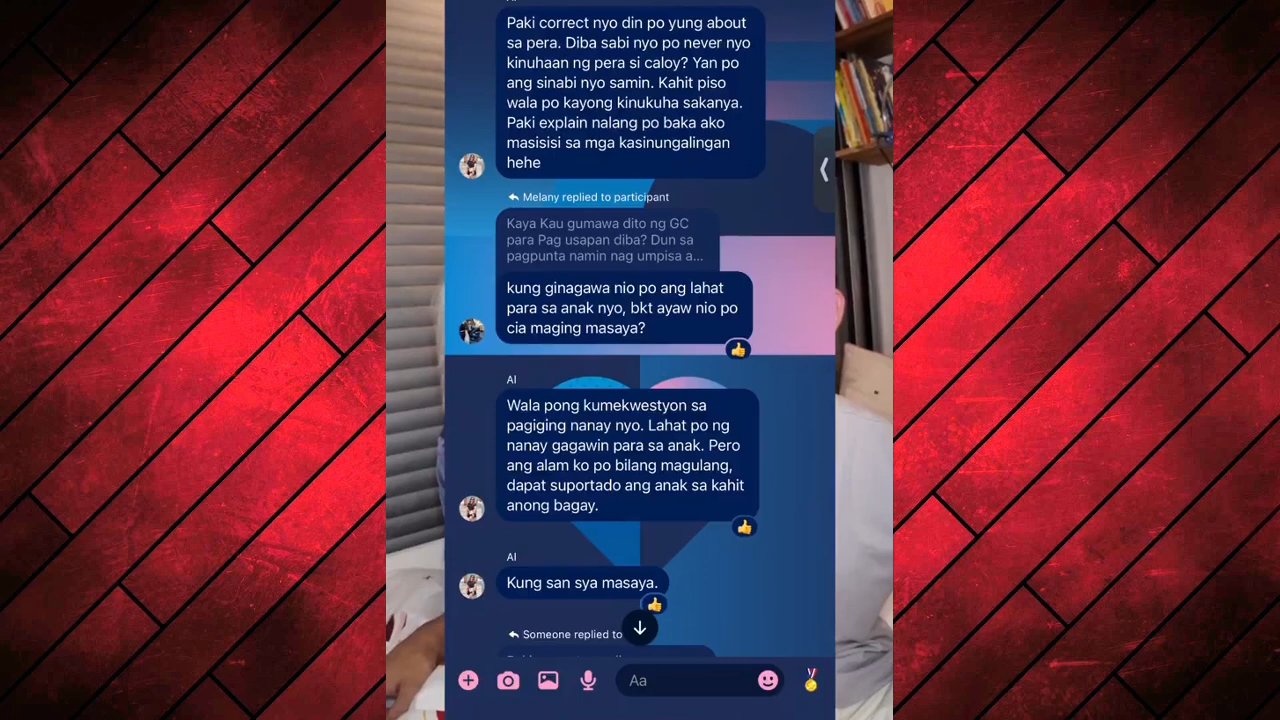 Paki correct nyo din po yung about
sa pera. Diba sabi nyo po never nyo
kinuhaan ng pera si caloy? Yan po
ang sinabi nyo samin. Kahit piso
wala po kayong kinukuha sakanya.
Paki explain nalang po baka ako
masisisi sa mga kasinungalingan
hehe
Melany replied to participant
Kaya Kau gumawa dito ng GC
para Pag usapan diba? Dun sa
pagpunta namin nag umpisa a...
kung ginagawa nio po ang lahat
para sa anak nyo, bkt ayaw nio po
cia maging masaya?
AI
Wala pong kumekwestyon sa
pagiging nanay nyo. Lahat po ng
nanay gagawin para sa anak. Pero
ang alam ko po bilang magulang,
dapat suportado ang anak sa kahit
anong bagay.
AI
Kung san sya masaya.
Someone replied to
Aa